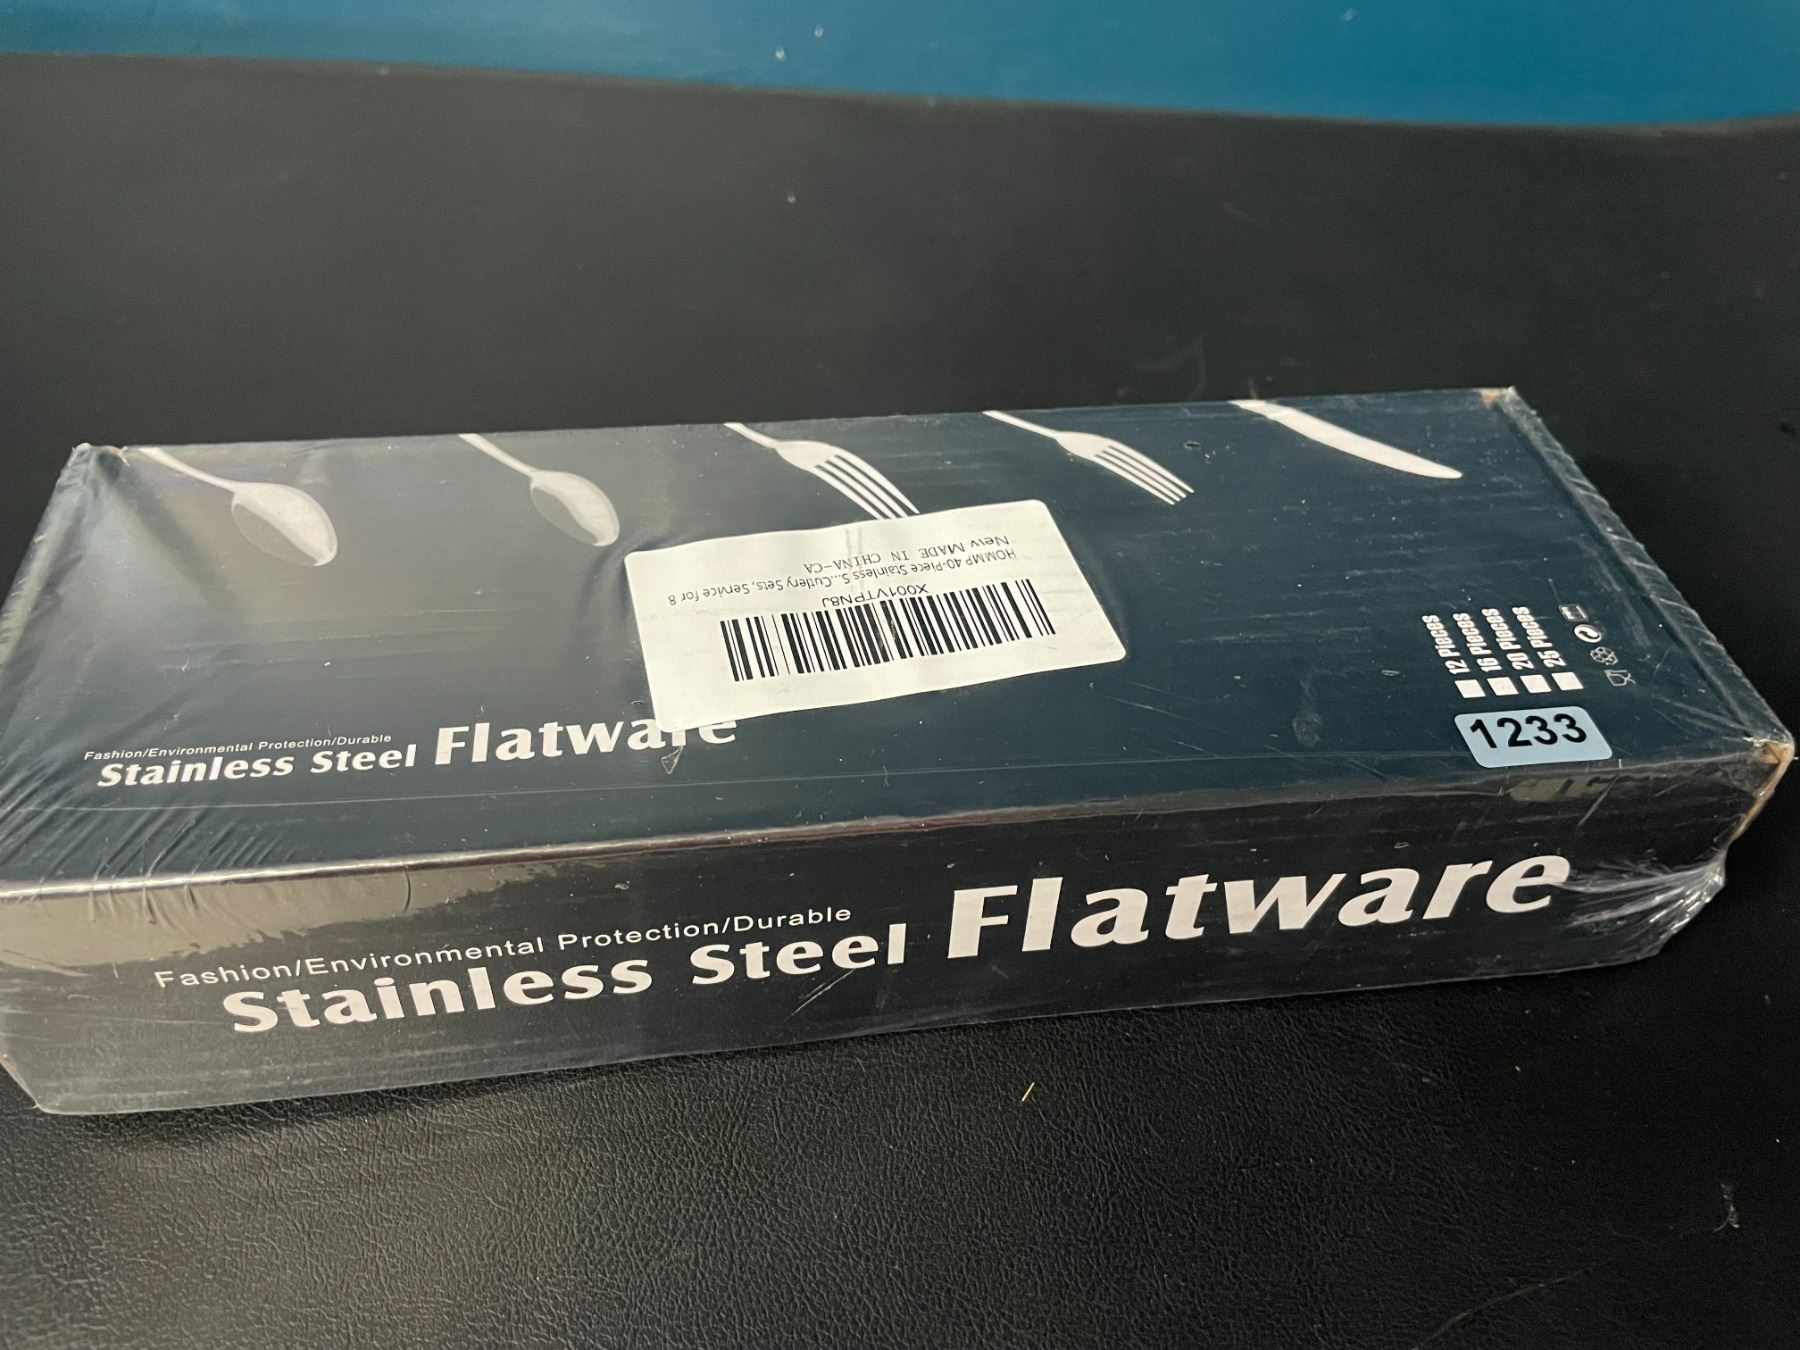 X001VTPN8J
HOMMP 40-Piece Stainless S...Cutlery Sets, Service for 8
New MADE IN CHINA-CA
12 Pieces
16 Pieces
20 Pieces
25 Pieces
1233
Fashion/Environmental Protection/Durable
Stainless Steel Flatware
Fashion/Environmental Protection/Durable
Stainless Steel Flatware